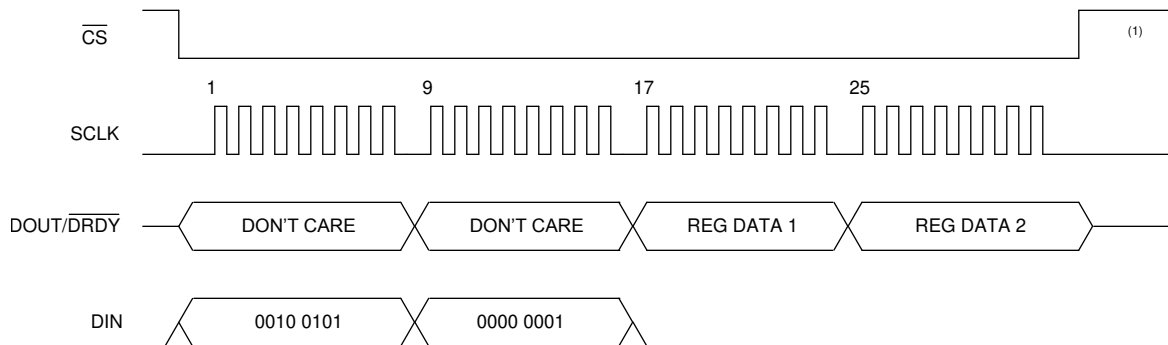 CS
(1)
1 9 17 25
SCLK
DOUT/DRDY DON'T CARE DON'T CARE REG DATA 1 REG DATA 2
DIN 0010 0101 0000 0001